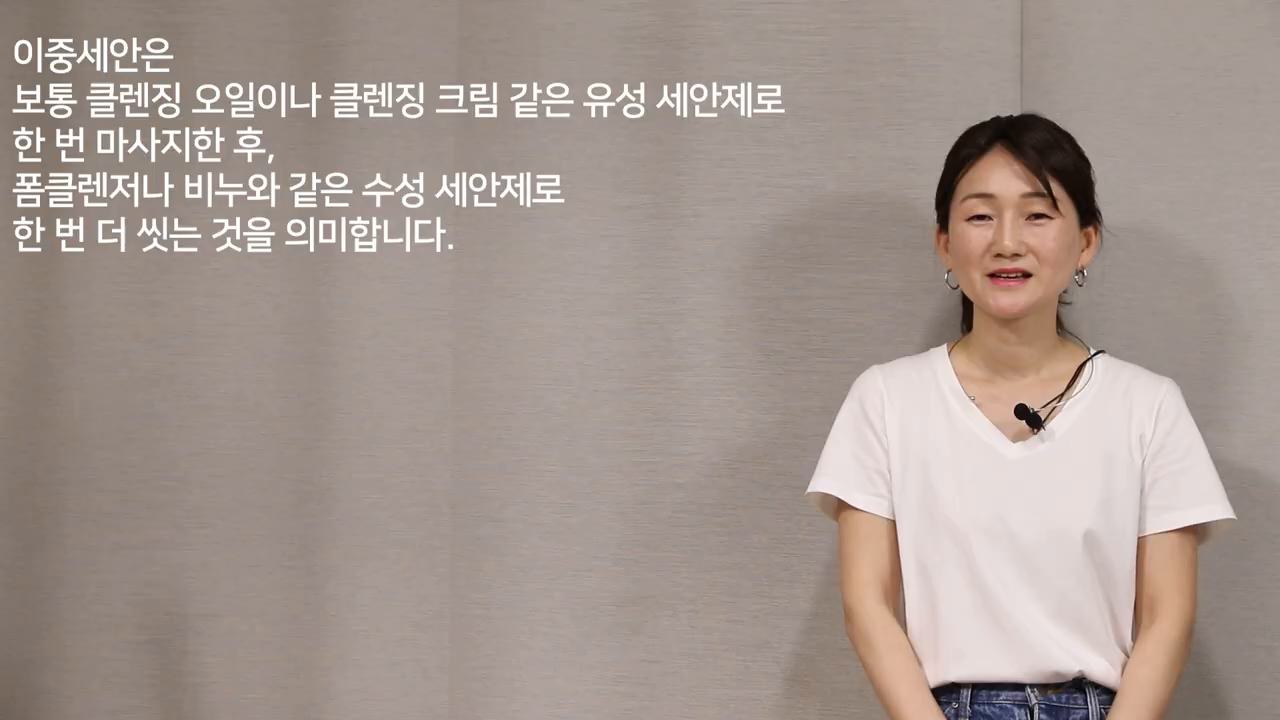 이중세안은
보통 클렌징 오일이나 클렌징 크림 같은 유성 세안제로
한 번 마사지한 후,
폼클렌저나 비누와 같은 수성 세안제로
한 번 더 씻는 것을 의미합니다.